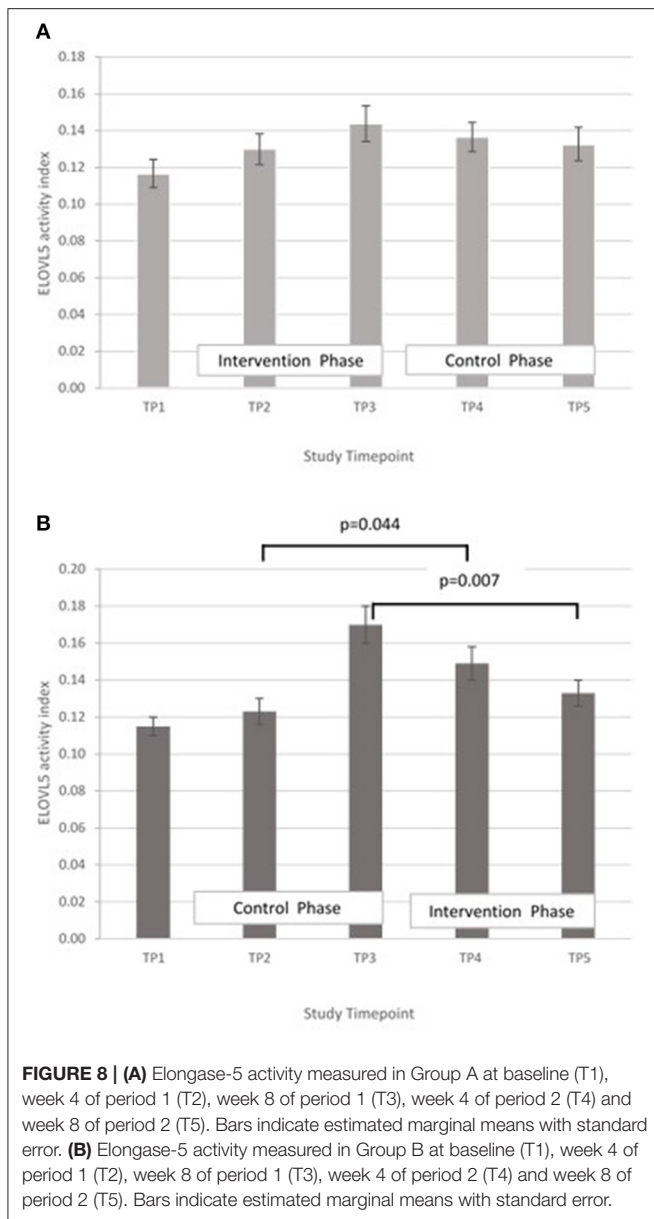 A
0.18
0.16
0.14
0.12
0.10
0.08
0.06
0.04
0.02
0.00
ELOVL5 activity index
Intervention Phase Control Phase
TP1 TP2 TP3 TP4 TP5
Study Timepoint
B
p=0.044
p=0.007
0.20
0.18
0.16
0.14
0.12
0.10
0.08
0.06
0.04
0.02
0.00
ELOVL5 activity index
Control Phase Intervention Phase
TP1 TP2 TP3 TP4 TP5
Study Timepoint
FIGURE 8 | (A) Elongase-5 activity measured in Group A at baseline (T1),
week 4 of period 1 (T2), week 8 of period 1 (T3), week 4 of period 2 (T4) and
week 8 of period 2 (T5). Bars indicate estimated marginal means with standard
error. (B) Elongase-5 activity measured in Group B at baseline (T1), week 4 of
period 1 (T2), week 8 of period 1 (T3), week 4 of period 2 (T4) and week 8 of
period 2 (T5). Bars indicate estimated marginal means with standard error.